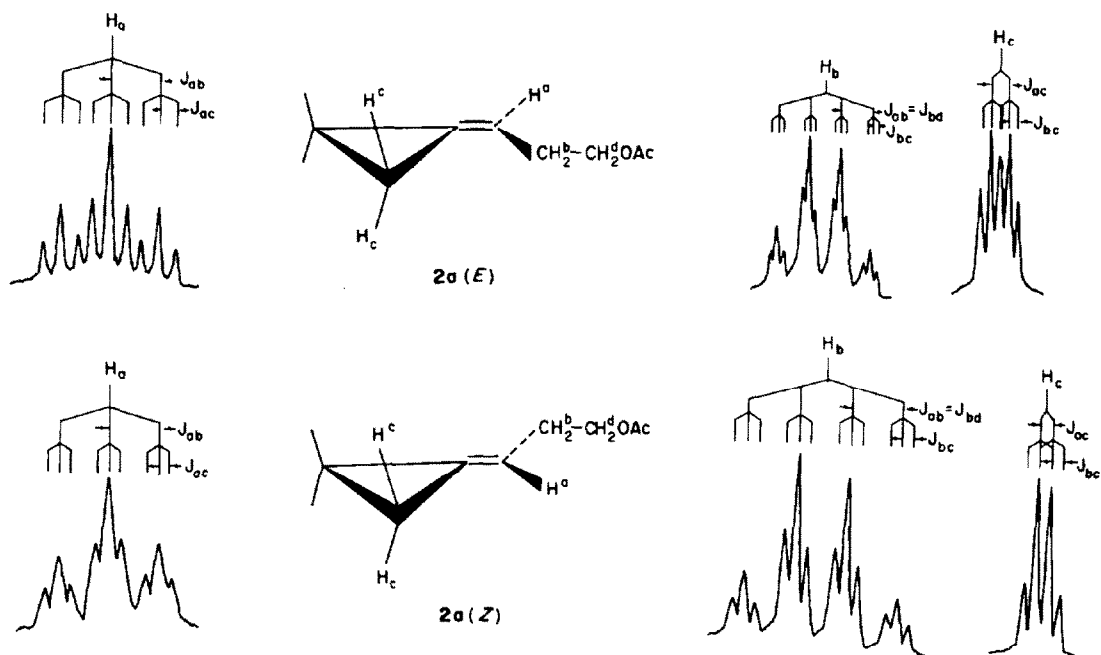 Ha
Jab
Jac
Hc
Ha
CH2b-CH2dOAc
Hc
2a (E)
Hb
Jab = Jbd
Jbc
Hc
Jac
Jbc
Ha
Jab
Jac
Hc
CH2b-CH2dOAc
Ha
Hc
2a (Z)
Hb
Jab = Jbd
Jbc
Hc
Jac
Jbc